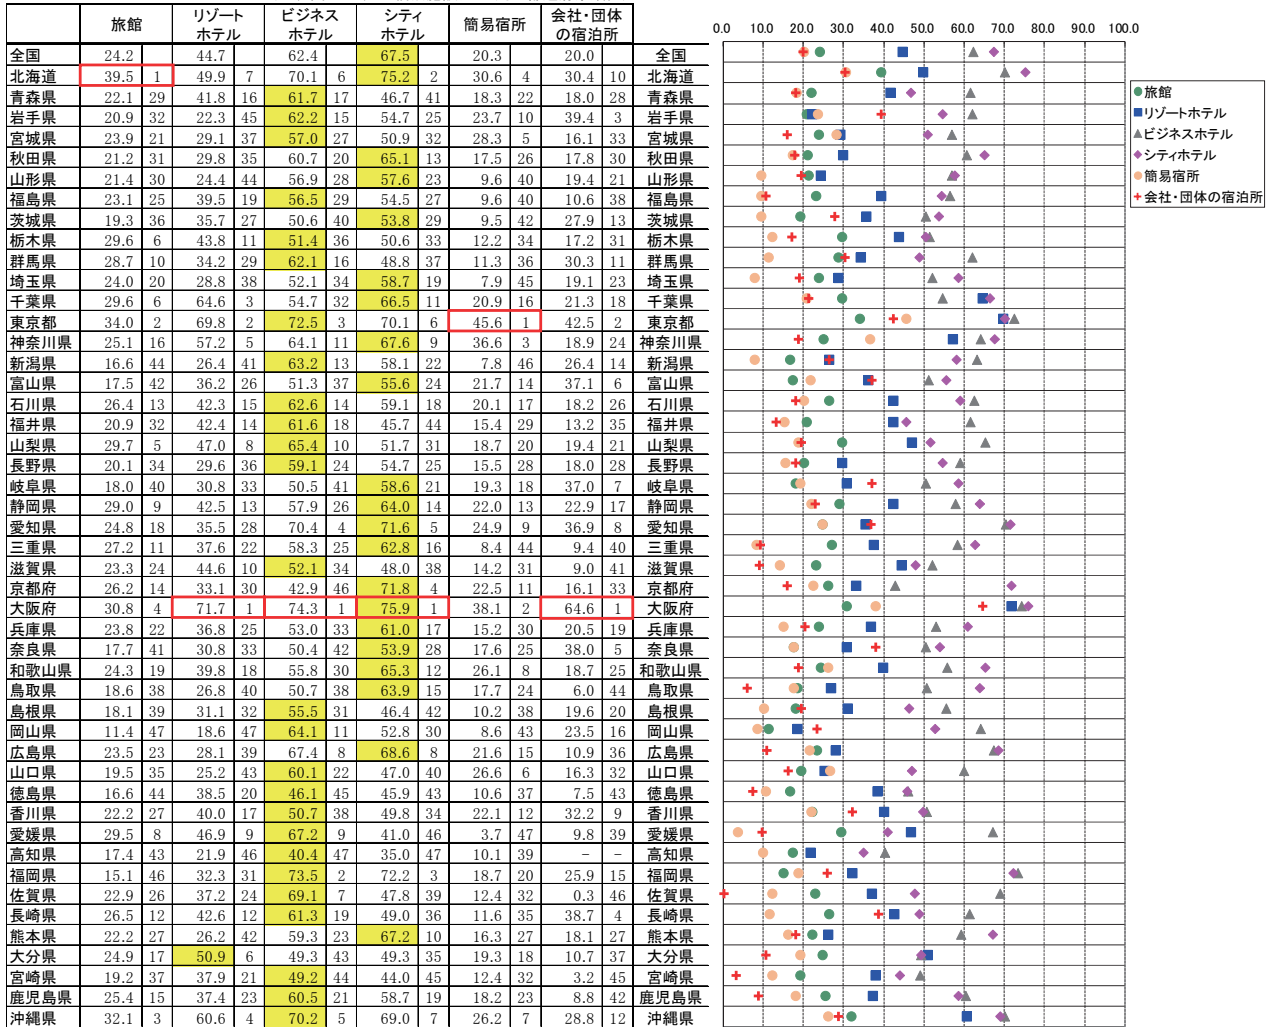 旅館 リゾートホテル ビジネスホテル シティホテル 簡易宿所 会社・団体の宿泊所
0.0 10.0 20.0 30.0 40.0 50.0 60.0 70.0 80.0 90.0 100.0
全国 24.2 44.7 62.4 67.5 20.3 20.0 全国
北海道 39.5 1 49.9 7 70.1 6 75.2 2 30.6 4 30.4 10 北海道
青森県 22.1 29 41.8 16 61.7 17 46.7 41 18.3 22 18.0 28 青森県
岩手県 20.9 32 22.3 45 62.2 15 54.7 25 23.7 10 39.4 3 岩手県
宮城県 23.9 21 29.1 37 57.0 27 50.9 32 28.3 5 16.1 33 宮城県
秋田県 21.2 31 29.8 35 60.7 20 65.1 13 17.5 26 17.8 30 秋田県
山形県 21.4 30 24.4 44 56.9 28 57.6 23 9.6 40 19.4 21 山形県
福島県 23.1 25 39.5 19 56.5 29 54.5 27 9.6 40 10.6 38 福島県
茨城県 19.3 36 35.7 27 50.6 40 53.8 29 9.5 42 27.9 13 茨城県
栃木県 29.6 6 43.8 11 51.4 36 50.6 33 12.2 34 17.2 31 栃木県
群馬県 28.7 10 34.2 29 62.1 16 48.8 37 11.3 36 30.3 11 群馬県
埼玉県 24.0 20 28.8 38 52.1 34 58.7 19 7.9 45 19.1 23 埼玉県
千葉県 29.6 6 64.6 3 54.7 32 66.5 11 20.9 16 21.3 18 千葉県
東京都 34.0 2 69.8 2 72.5 3 70.1 6 45.6 1 42.5 2 東京都
神奈川県 25.1 16 57.2 5 64.1 11 67.6 9 36.6 3 18.9 24 神奈川県
新潟県 16.6 44 26.4 41 63.2 13 58.1 22 7.8 46 26.4 14 新潟県
富山県 17.5 42 36.2 26 51.3 37 55.6 24 21.7 14 37.1 6 富山県
石川県 26.4 13 42.3 15 62.6 14 59.1 18 20.1 17 18.2 26 石川県
福井県 20.9 32 42.4 14 61.6 18 45.7 44 15.4 29 13.2 35 福井県
山梨県 29.7 5 47.0 8 65.4 10 51.7 31 18.7 20 19.4 21 山梨県
長野県 20.1 34 29.6 36 59.1 24 54.7 25 15.5 28 18.0 28 長野県
岐阜県 18.0 40 30.8 33 50.5 41 58.6 21 19.3 18 37.0 7 岐阜県
静岡県 29.0 9 42.5 13 57.9 26 64.0 14 22.0 13 22.9 17 静岡県
愛知県 24.8 18 35.5 28 70.4 4 71.6 5 24.9 9 36.9 8 愛知県
三重県 27.2 11 37.6 22 58.3 25 62.8 16 8.4 44 9.4 40 三重県
滋賀県 23.3 24 44.6 10 52.1 34 48.0 38 14.2 31 9.0 41 滋賀県
京都府 26.2 14 33.1 30 42.9 46 71.8 4 22.5 11 16.1 33 京都府
大阪府 30.8 4 71.7 1 74.3 1 75.9 1 38.1 2 64.6 1 大阪府
兵庫県 23.8 22 36.8 25 53.0 33 61.0 17 15.2 30 20.5 19 兵庫県
奈良県 17.7 41 30.8 33 50.4 42 53.9 28 17.6 25 38.0 5 奈良県
和歌山県 24.3 19 39.8 18 55.8 30 65.3 12 26.1 8 18.7 25 和歌山県
鳥取県 18.6 38 26.8 40 50.7 38 63.9 15 17.7 24 6.0 44 鳥取県
島根県 18.1 39 31.1 32 55.5 31 46.4 42 10.2 38 19.6 20 島根県
岡山県 11.4 47 18.6 47 64.1 11 52.8 30 8.6 43 23.5 16 岡山県
広島県 23.5 23 28.1 39 67.4 8 68.6 8 21.6 15 10.9 36 広島県
山口県 19.5 35 25.2 43 60.1 22 47.0 40 26.6 6 16.3 32 山口県
徳島県 16.6 44 38.5 20 46.1 45 45.9 43 10.6 37 7.5 43 徳島県
香川県 22.2 27 40.0 17 50.7 38 49.8 34 22.1 12 32.2 9 香川県
愛媛県 29.5 8 46.9 9 67.2 9 41.0 46 3.7 47 9.8 39 愛媛県
高知県 17.4 43 21.9 46 40.4 47 35.0 47 10.1 39 － － 高知県
福岡県 15.1 46 32.3 31 73.5 2 72.2 3 18.7 20 25.9 15 福岡県
佐賀県 22.9 26 37.2 24 69.1 7 47.8 39 12.4 32 0.3 46 佐賀県
長崎県 26.5 12 42.6 12 61.3 19 49.0 36 11.6 35 38.7 4 長崎県
熊本県 22.2 27 26.2 42 59.3 23 67.2 10 16.3 27 18.1 27 熊本県
大分県 24.9 17 50.9 6 49.3 43 49.3 35 19.3 18 10.7 37 大分県
宮崎県 19.2 37 37.9 21 49.2 44 44.0 45 12.4 32 3.2 45 宮崎県
鹿児島県 25.4 15 37.4 23 60.5 21 58.7 19 18.2 23 8.8 42 鹿児島県
沖縄県 32.1 3 60.6 4 70.2 5 69.0 7 26.2 7 28.8 12 沖縄県
旅館
リゾートホテル
ビジネスホテル
シティホテル
簡易宿所
会社・団体の宿泊所